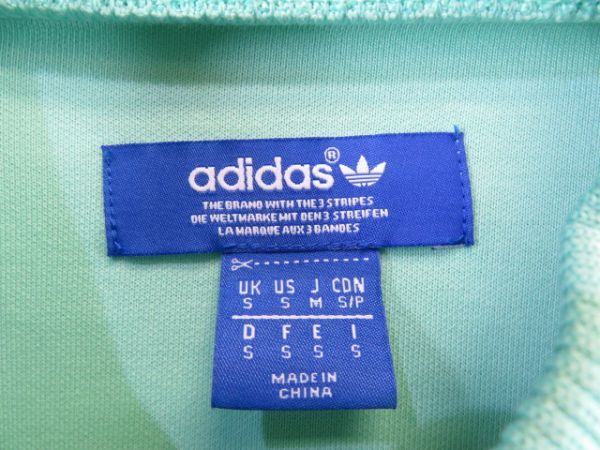 adidas®
THE BRAND WITH THE 3 STRIPES
DIE WELTMARKE MIT DEN 3 STREIFEN
LA MARQUE AUX 3 BANDES
UK US J CDN
S S M S/P
D F E I
S S S S
MADE IN
CHINA